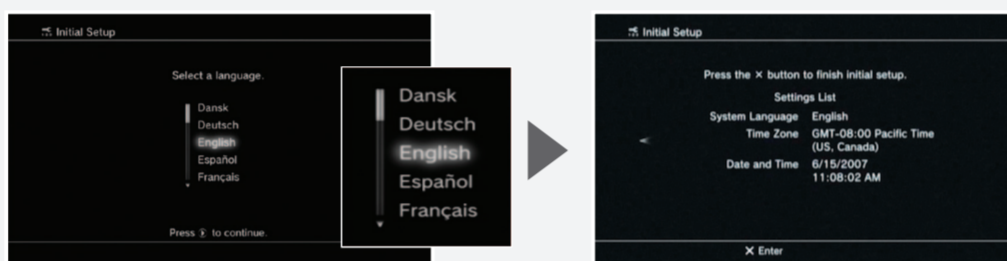 Initial Setup
Select a language.
Dansk
Deutsch
English
Español
Français
Press to continue.
Dansk
Deutsch
English
Español
Français
Initial Setup
Press the ✕ button to finish initial setup.
Settings List
System Language English
Time Zone GMT-08:00 Pacific Time
(US, Canada)
Date and Time 6/15/2007
11:08:02 AM
✕ Enter